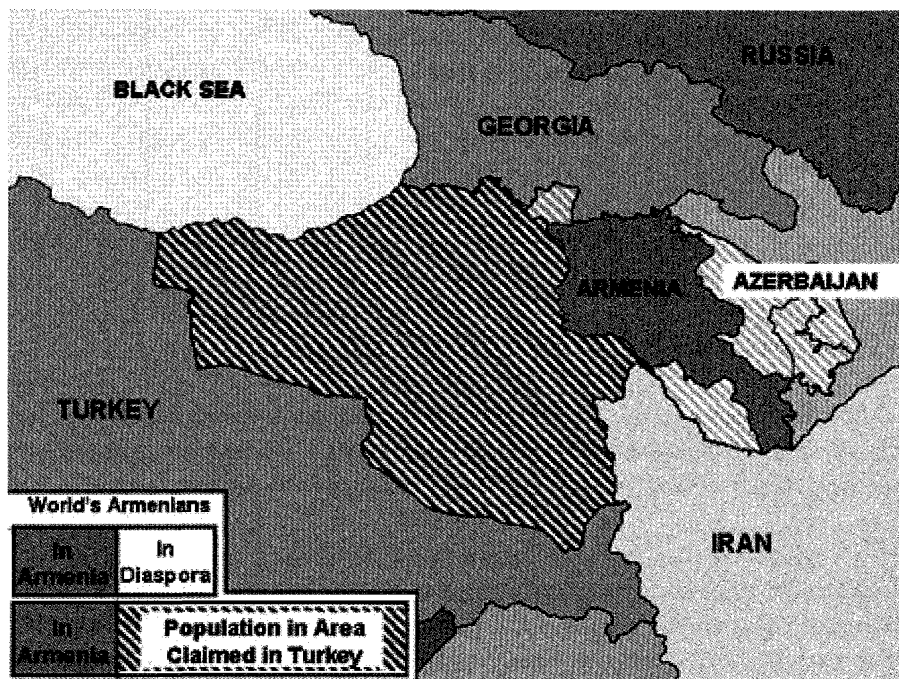 RUSSIA
BLACK SEA
GEORGIA
ARMENIA
AZERBAIJAN
TURKEY
IRAN
World's Armenians
In
Armenia
In
Diaspora
In
Armenia
Population in Area
Claimed in Turkey